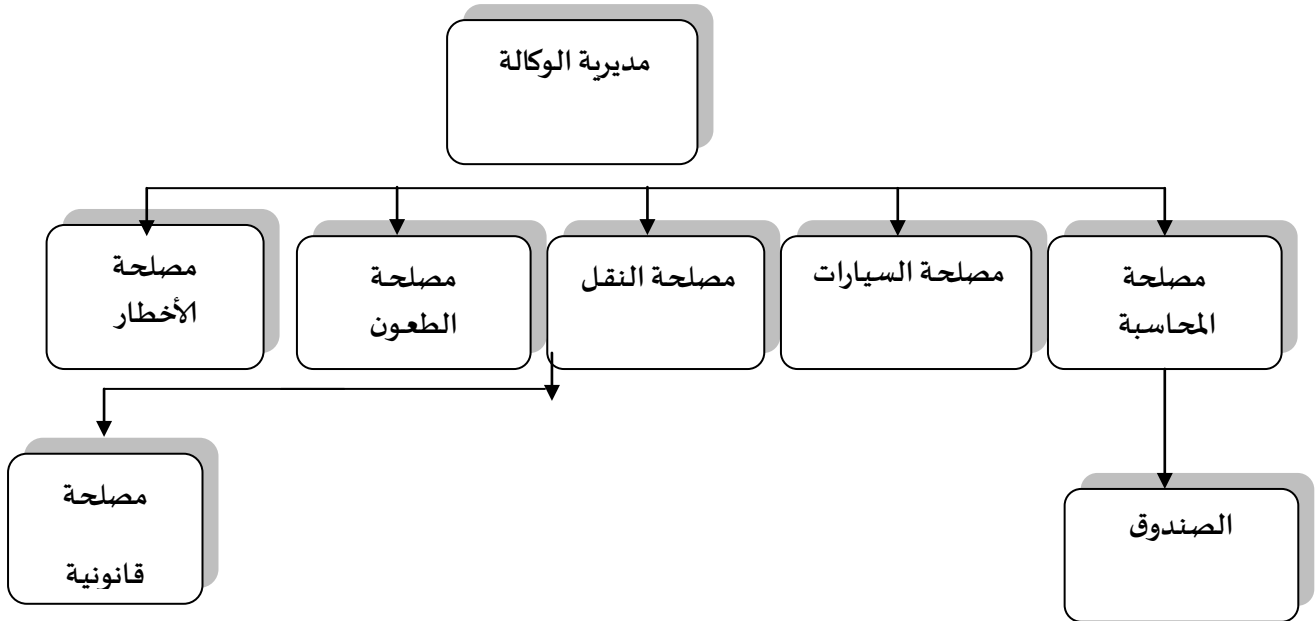 مديرية الوكالة
مصلحة
المحاسبة
مصلحة السيارات
مصلحة النقل
مصلحة
الطعون
مصلحة
الأخطار
الصندوق
مصلحة
قانونية